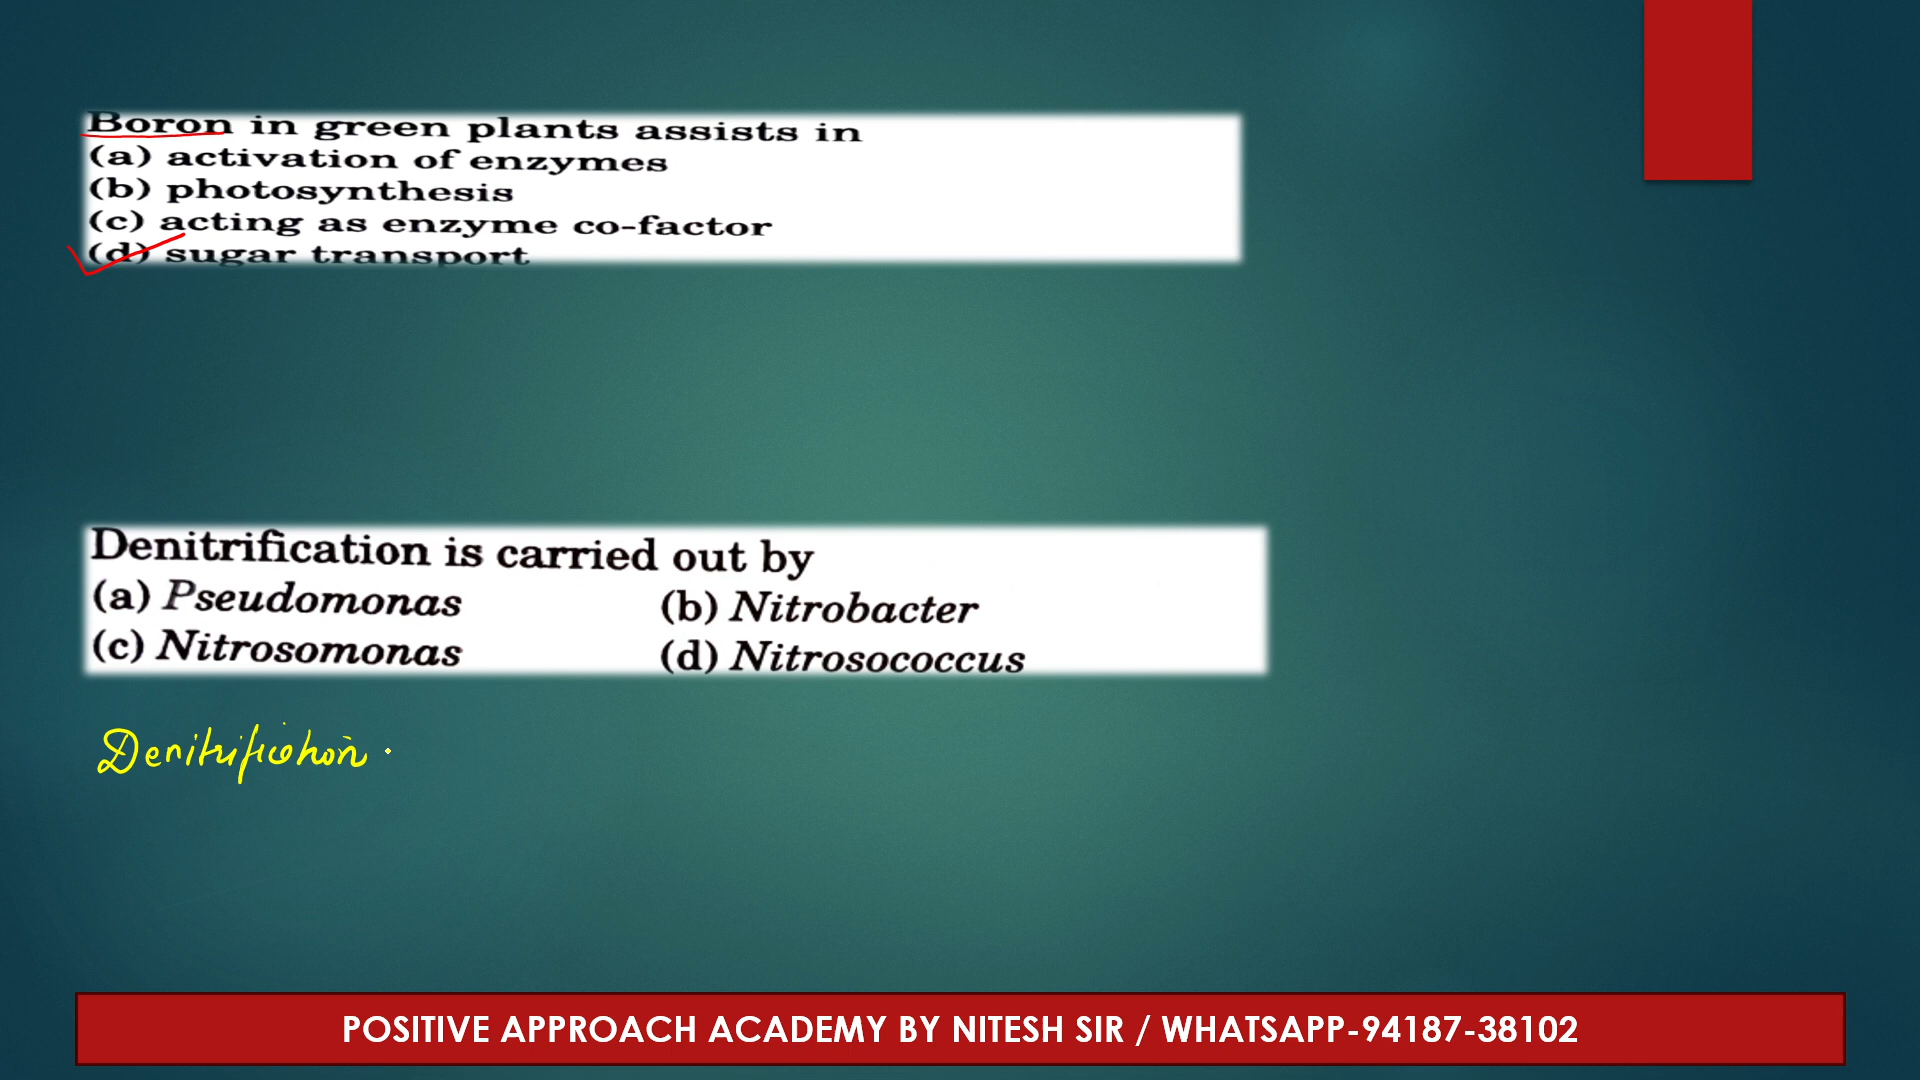 Boron in green plants assists in
(a) activation of enzymes
(b) photosynthesis
(c) acting as enzyme co-factor
(d) sugar transport
Denitrification is carried out by
(a) Pseudomonas (b) Nitrobacter
(c) Nitrosomonas (d) Nitrosococcus
Denitrification
POSITIVE APPROACH ACADEMY BY NITESH SIR / WHATSAPP-94187-38102